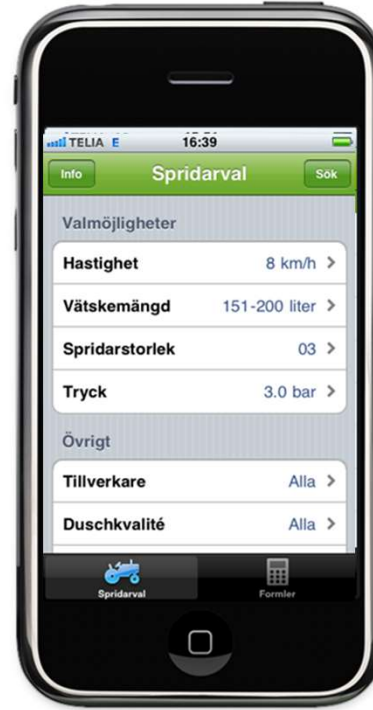 TELIA E 16:39
Info Spridarval Sök
Valmöjligheter
Hastighet 8 km/h
Vätskemängd 151-200 liter
Spridarstorlek 03
Tryck 3.0 bar
Övrigt
Tillverkare Alla
Duschkvalité Alla
Spridarval Formler